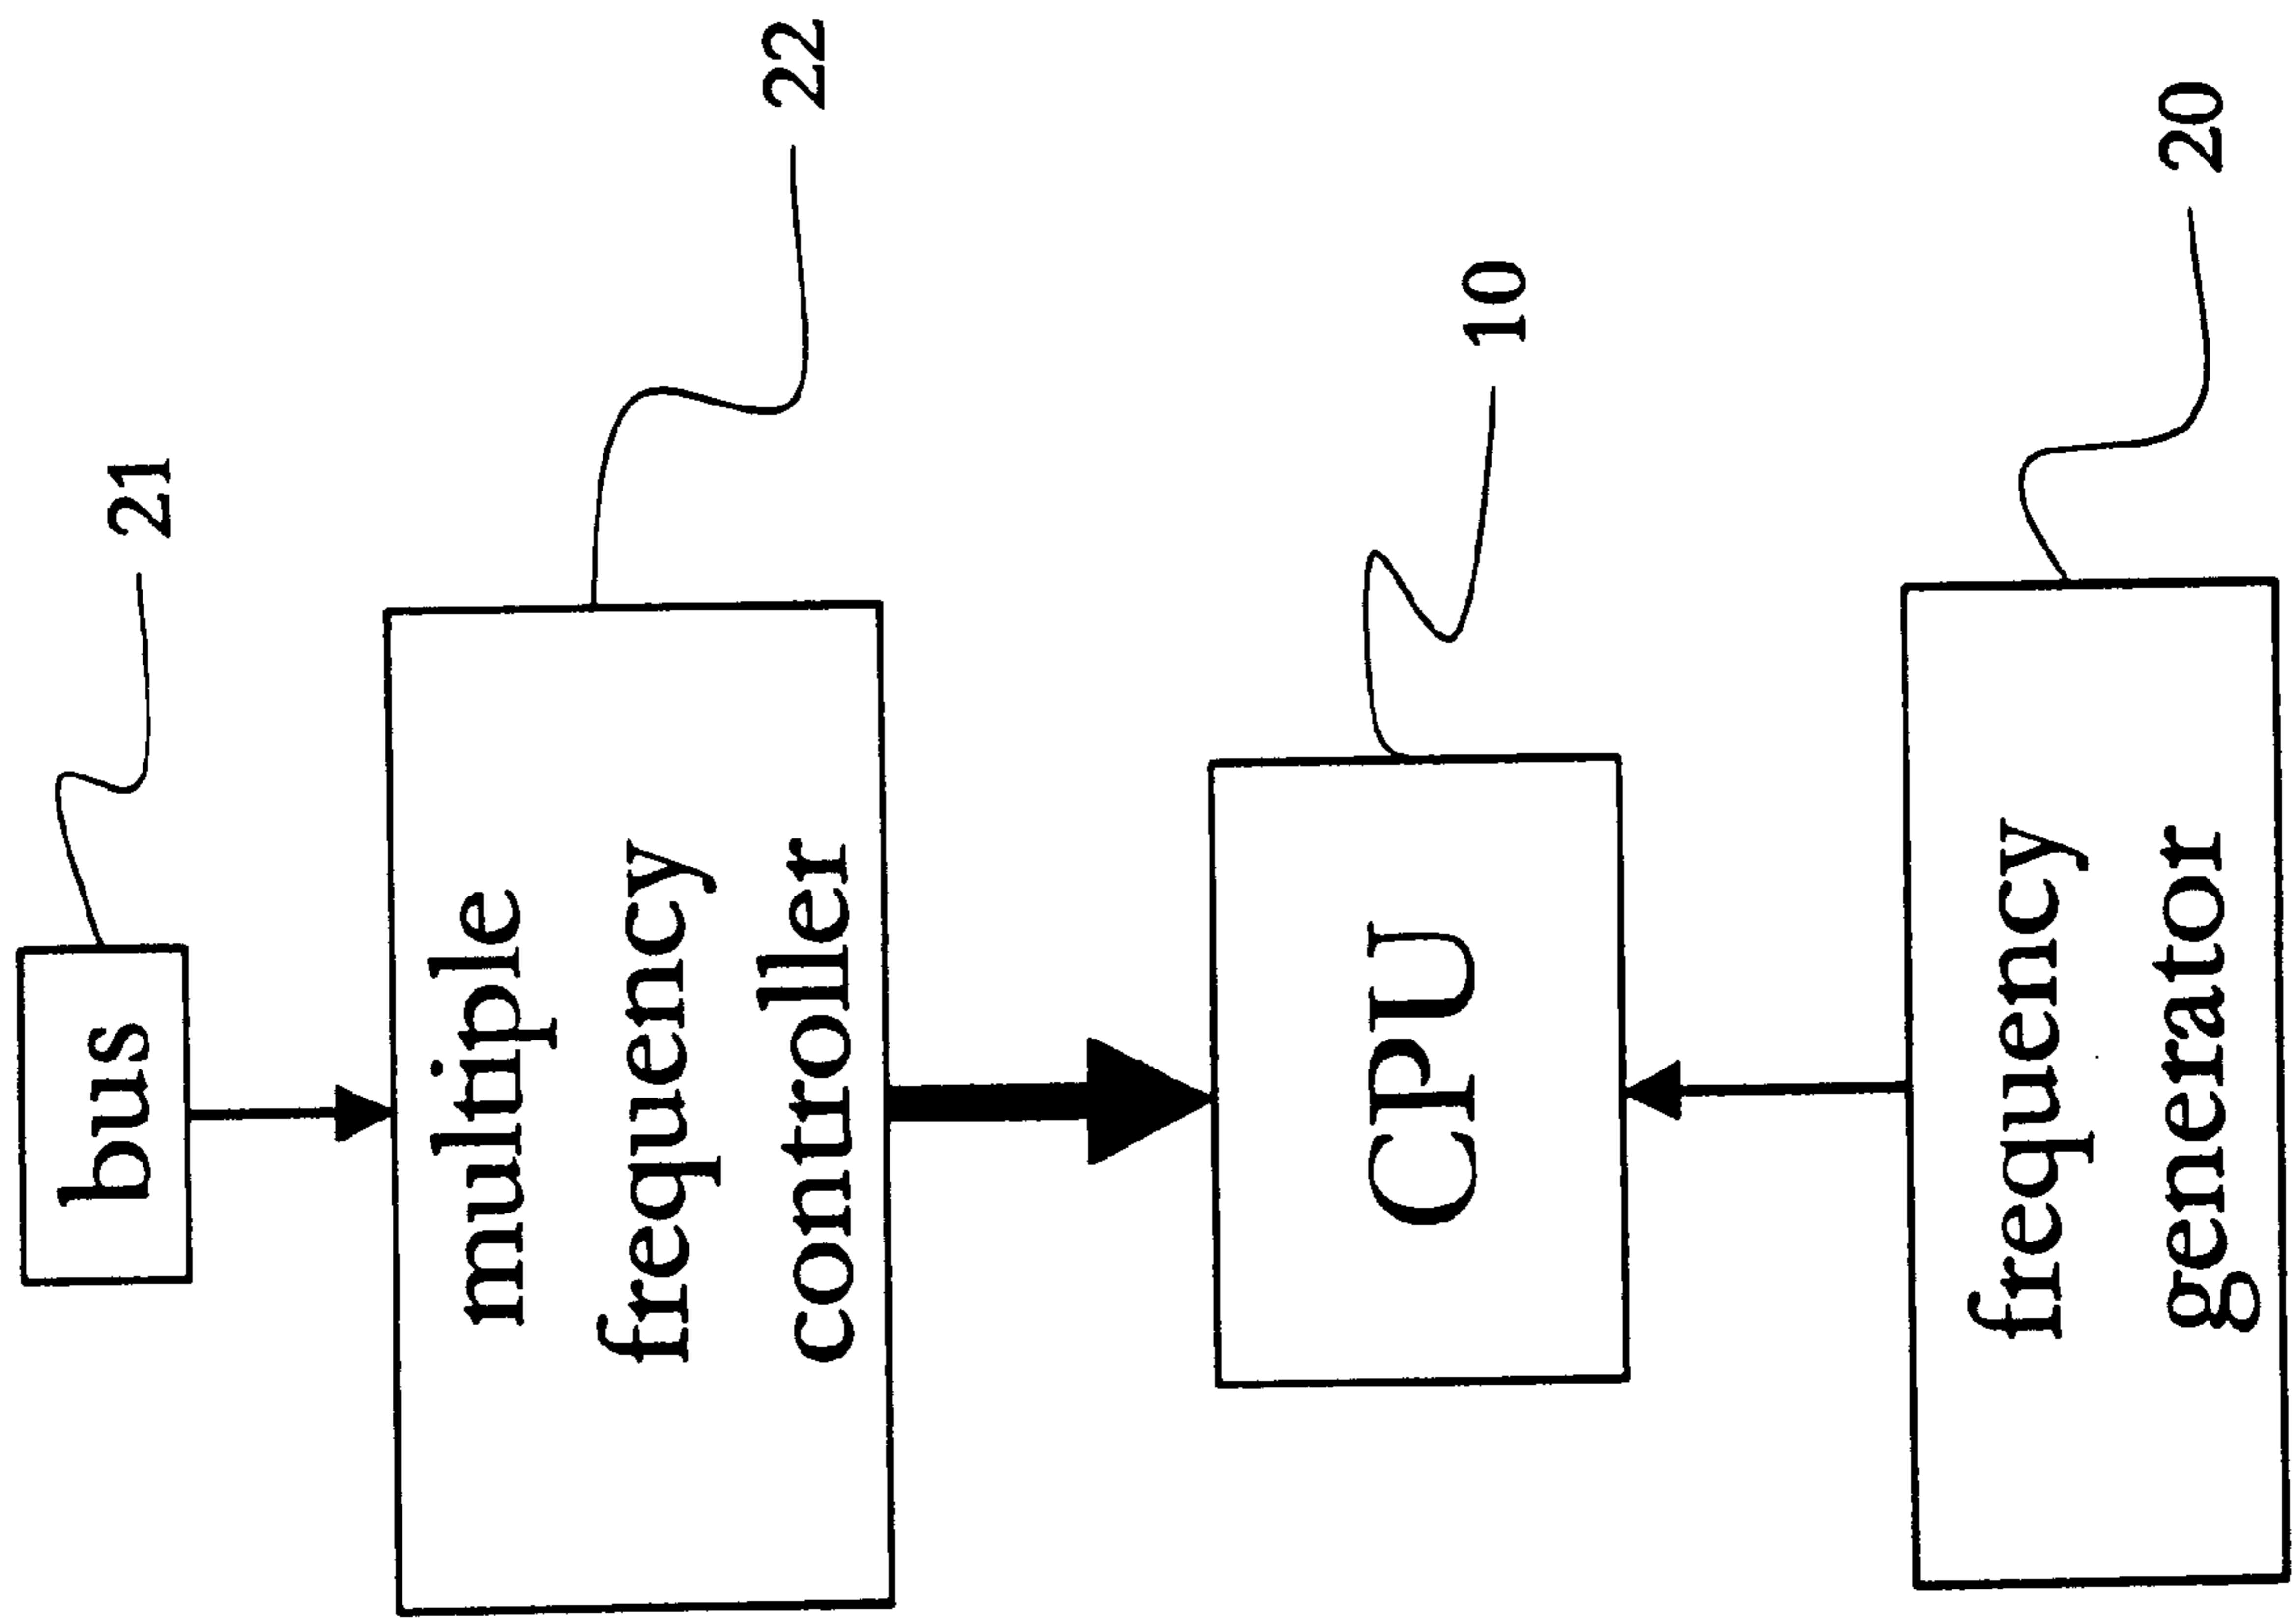 bus
21
multiple
frequency
controller
22
CPU
10
frequency
generator
20